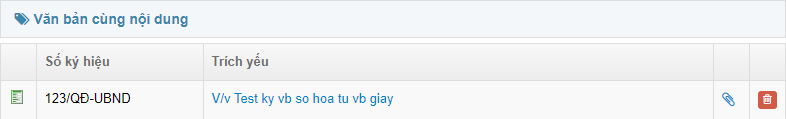 Văn bản cùng nội dung
Số ký hiệu Trích yếu
123/QĐ-UBND V/v Test ky vb so hoa tu vb giay